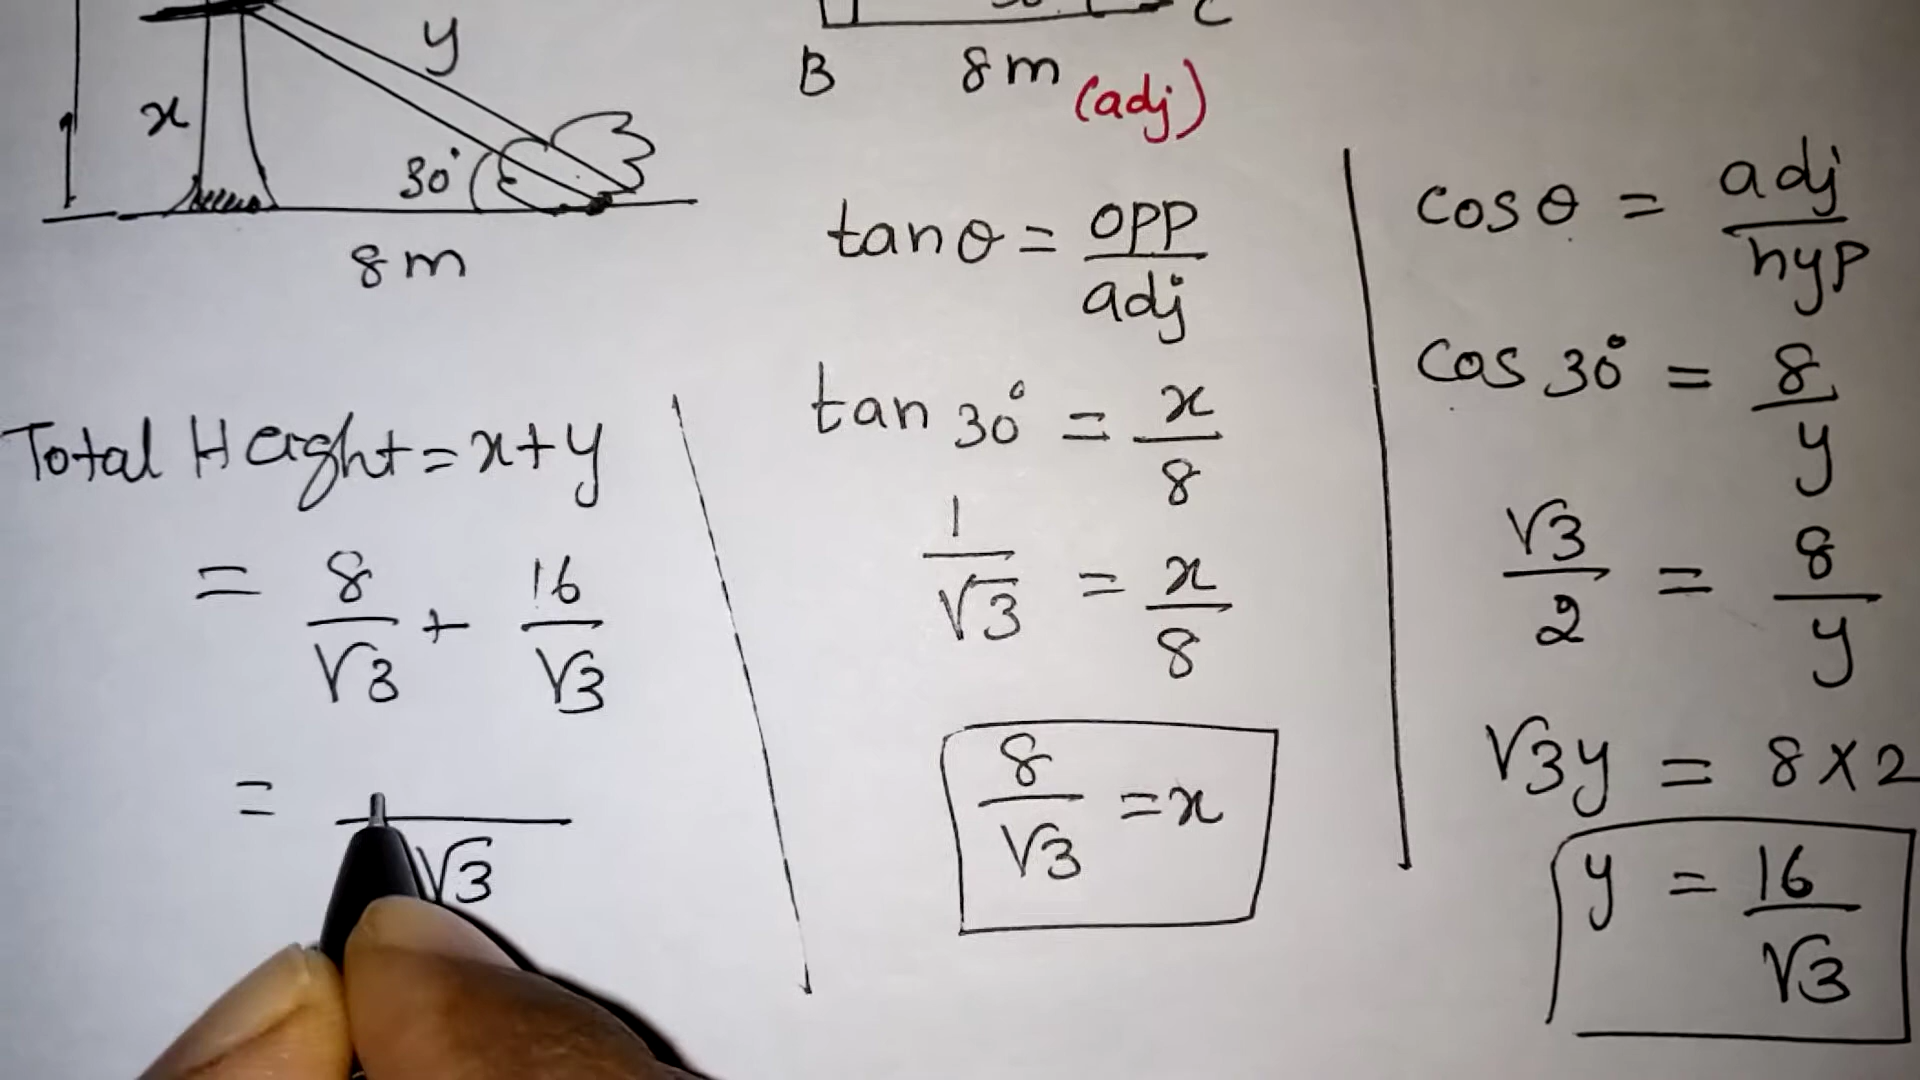 y
x
30°
8m
B 8m (adj) C
Total Height = x+y
= 8/√3 + 16/√3
= /√3
tan θ = opp/adj
tan 30° = x/8
1/√3 = x/8
8/√3 = x
cos θ = adj/hyp
cos 30° = 8/y
√3/2 = 8/y
√3y = 8×2
y = 16/√3